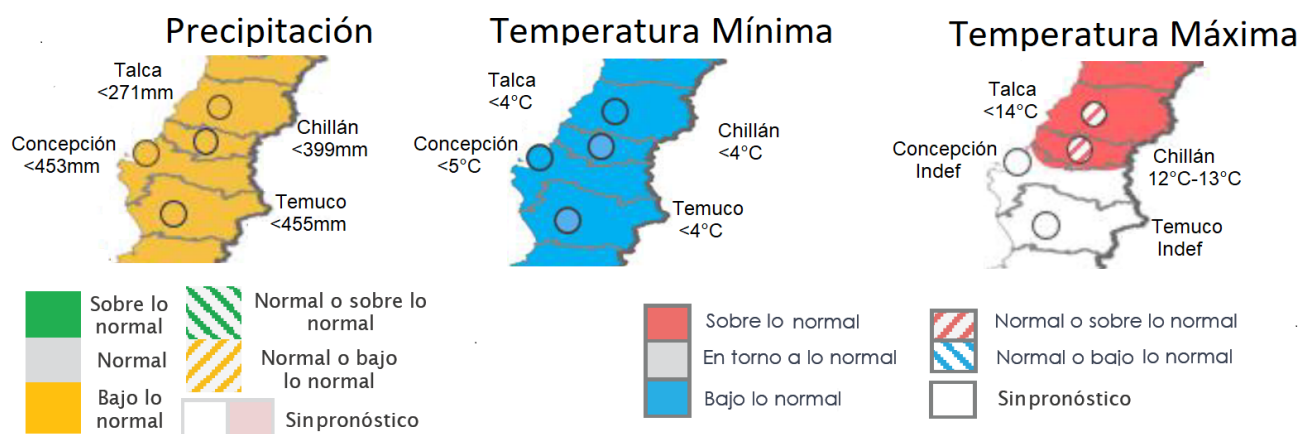 Precipitación
Talca
<271mm
Concepción
<453mm
Chillán
<399mm
Temuco
<455mm
Temperatura Mínima
Talca
<4°C
Concepción
<5°C
Chillán
<4°C
Temuco
<4°C
Temperatura Máxima
Talca
<14°C
Concepción
Indef
Chillán
12°C-13°C
Temuco
Indef
Sobre lo
normal
Normal
Bajo lo
normal
Normal o sobre lo
normal
Normal o bajo
lo normal
Sin pronóstico
Sobre lo normal
En torno a lo normal
Bajo lo normal
Normal o sobre lo normal
Normal o bajo lo normal
Sin pronóstico